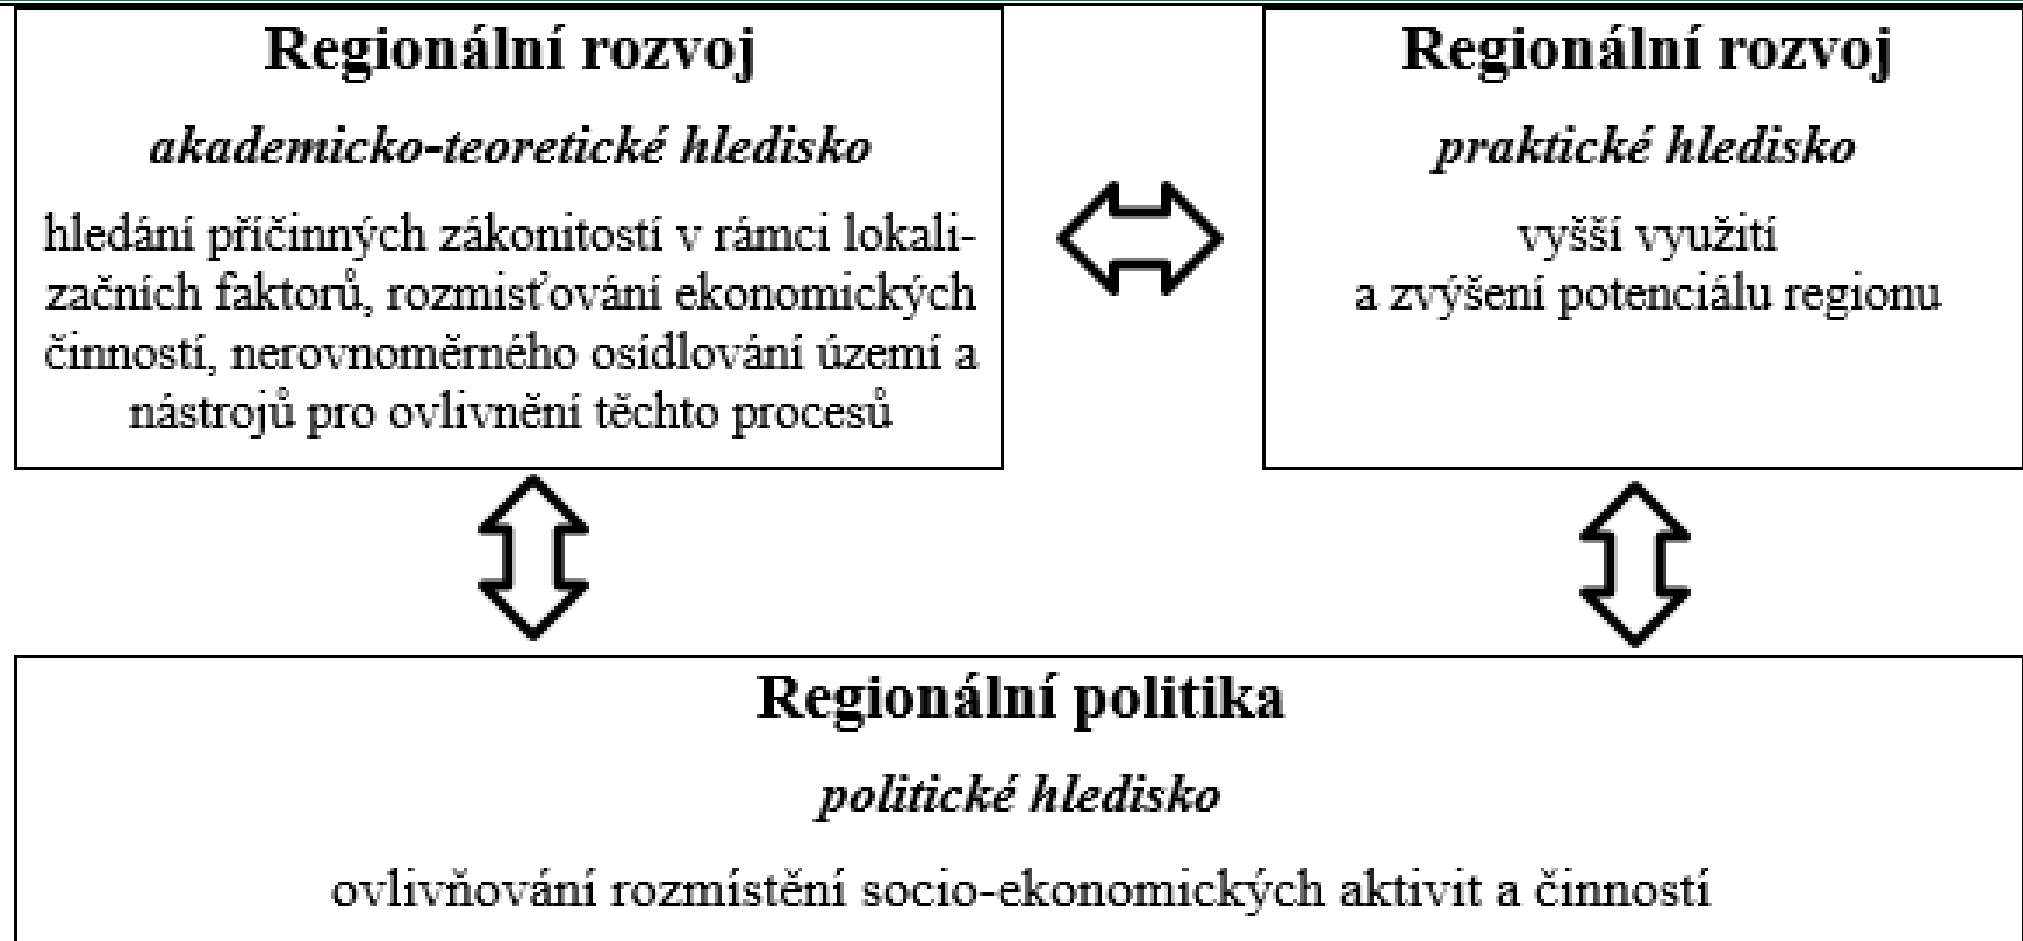 Regionální rozvoj
akademicko-teoretické hledisko
hledání příčinných zákonitostí v rámci lokali-
začních faktorů, rozmisťování ekonomických
činností, nerovnoměrného osídlování území a
nástrojů pro ovlivnění těchto procesů
Regionální rozvoj
praktické hledisko
vyšší využití
a zvýšení potenciálu regionu
Regionální politika
politické hledisko
ovlivňování rozmístění socio-ekonomických aktivit a činností